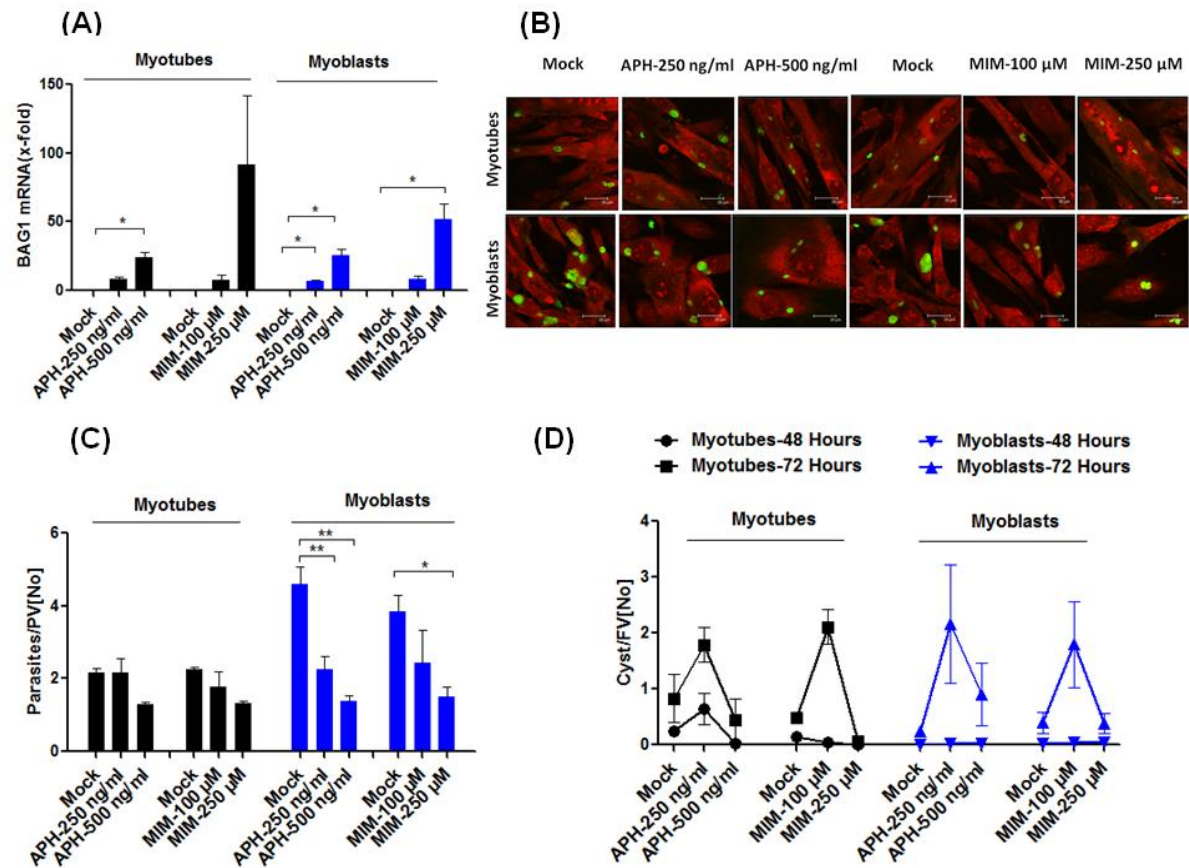 (A)
Myotubes
Myoblasts
BAG1 mRNA(x-fold)
150
100
50
0
*
*
*
*
Mock
APH-250 ng/ml
APH-500 ng/ml
Mock
MIM-100 µM
MIM-250 µM
Mock
APH-250 ng/ml
APH-500 ng/ml
Mock
MIM-100 µM
MIM-250 µM
(B)
Mock
APH-250 ng/ml
APH-500 ng/ml
Mock
MIM-100 µM
MIM-250 µM
Myotubes
Myoblasts
(C)
Myotubes
Myoblasts
Parasites/PV[No]
6
4
2
0
**
**
*
Mock
APH-250 ng/ml
APH-500 ng/ml
Mock
MIM-100 µM
MIM-250 µM
Mock
APH-250 ng/ml
APH-500 ng/ml
Mock
MIM-100 µM
MIM-250 µM
(D)
Myotubes-48 Hours
Myotubes-72 Hours
Myoblasts-48 Hours
Myoblasts-72 Hours
Myotubes
Myoblasts
Cyst/FV[No]
4
3
2
1
0
Mock
APH-250 ng/ml
APH-500 ng/ml
Mock
MIM-100 µM
MIM-250 µM
Mock
APH-250 ng/ml
APH-500 ng/ml
Mock
MIM-100 µM
MIM-250 µM